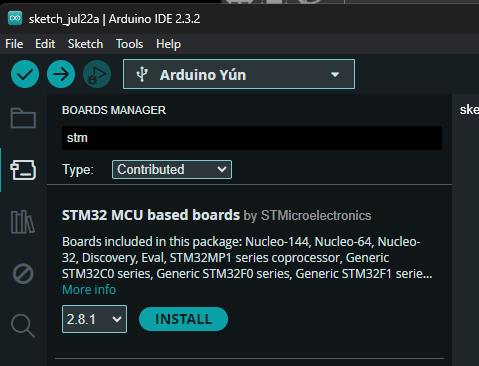 sketch_jul22a | Arduino IDE 2.3.2
File Edit Sketch Tools Help
Arduino Yún
BOARDS MANAGER
ske
stm
Type: Contributed
STM32 MCU based boards by STMicroelectronics
Boards included in this package: Nucleo-144, Nucleo-64, Nucleo-
32, Discovery, Eval, STM32MP1 series coprocessor, Generic
STM32C0 series, Generic STM32F0 series, Generic STM32F1 serie...
More info
2.8.1 INSTALL